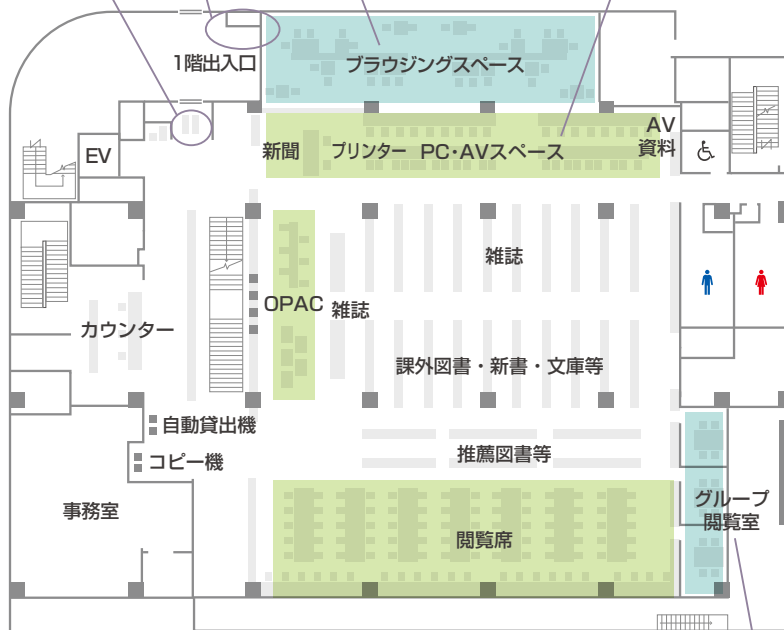 1階出入口
ブラウジングスペース
EV
新聞
プリンター
PC･AVスペース
AV
資料
雑誌
OPAC
雑誌
カウンター
課外図書・新書・文庫等
自動貸出機
コピー機
推薦図書等
事務室
閲覧席
グループ
閲覧室